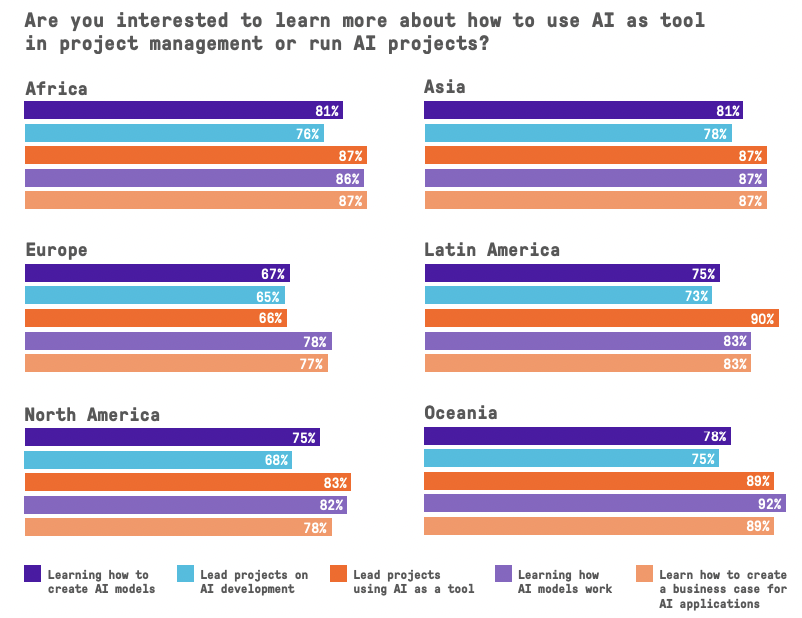 Are you interested to learn more about how to use AI as tool
in project management or run AI projects?
Africa
81%
76%
87%
86%
87%
Asia
81%
78%
87%
87%
87%
Europe
67%
65%
66%
78%
77%
Latin America
75%
73%
90%
83%
83%
North America
75%
68%
83%
82%
78%
Oceania
78%
75%
89%
92%
89%
Learning how to
create AI models
Lead projects on
AI development
Lead projects
using AI as a tool
Learning how
AI models work
Learn how to create
a business case for
AI applications